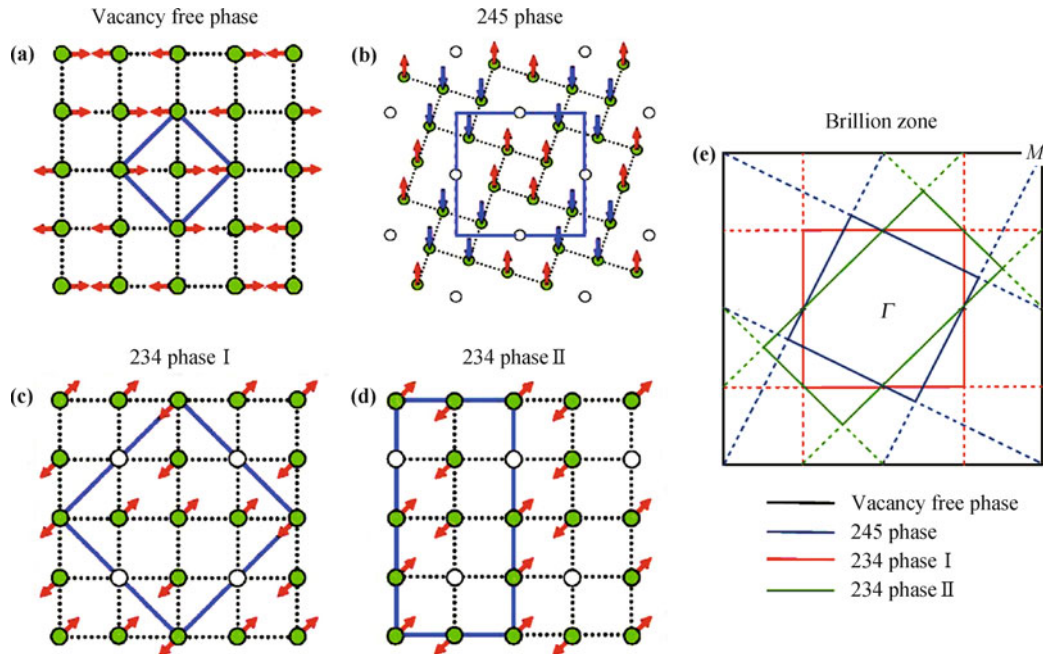 Vacancy free phase
(a)
245 phase
(b)
234 phase I
(c)
234 phase II
(d)
Brillion zone
(e)
M
Γ
Vacancy free phase
245 phase
234 phase I
234 phase II